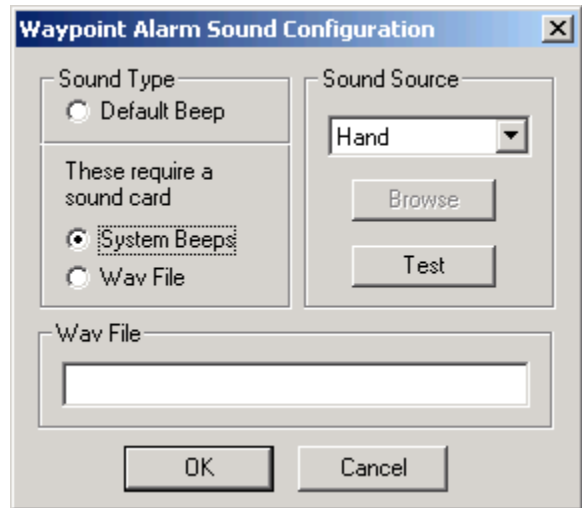 Waypoint Alarm Sound Configuration
Sound Type
Default Beep
These require a
sound card
System Beeps
Wav File
Sound Source
Hand
Browse
Test
Wav File
OK
Cancel